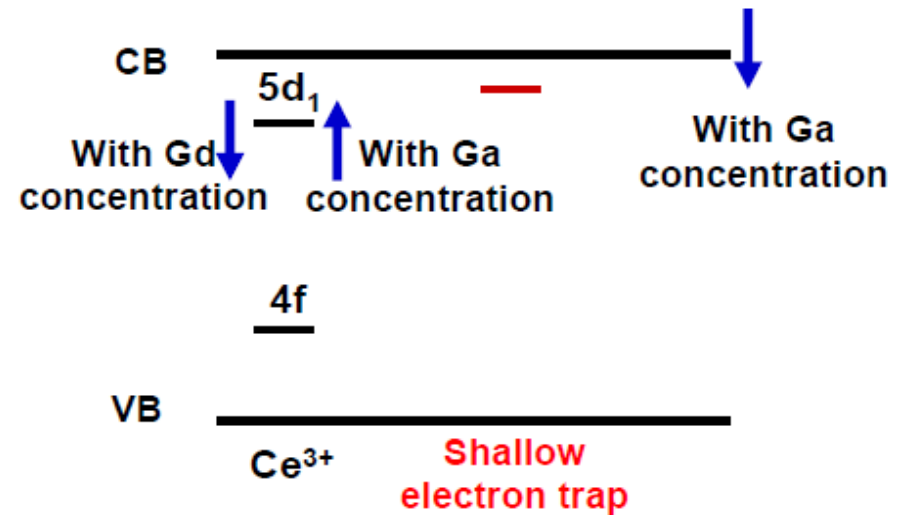 CB
5d₁
With Gd
concentration
With Ga
concentration
With Ga
concentration
4f
VB
Ce³⁺
Shallow
electron trap